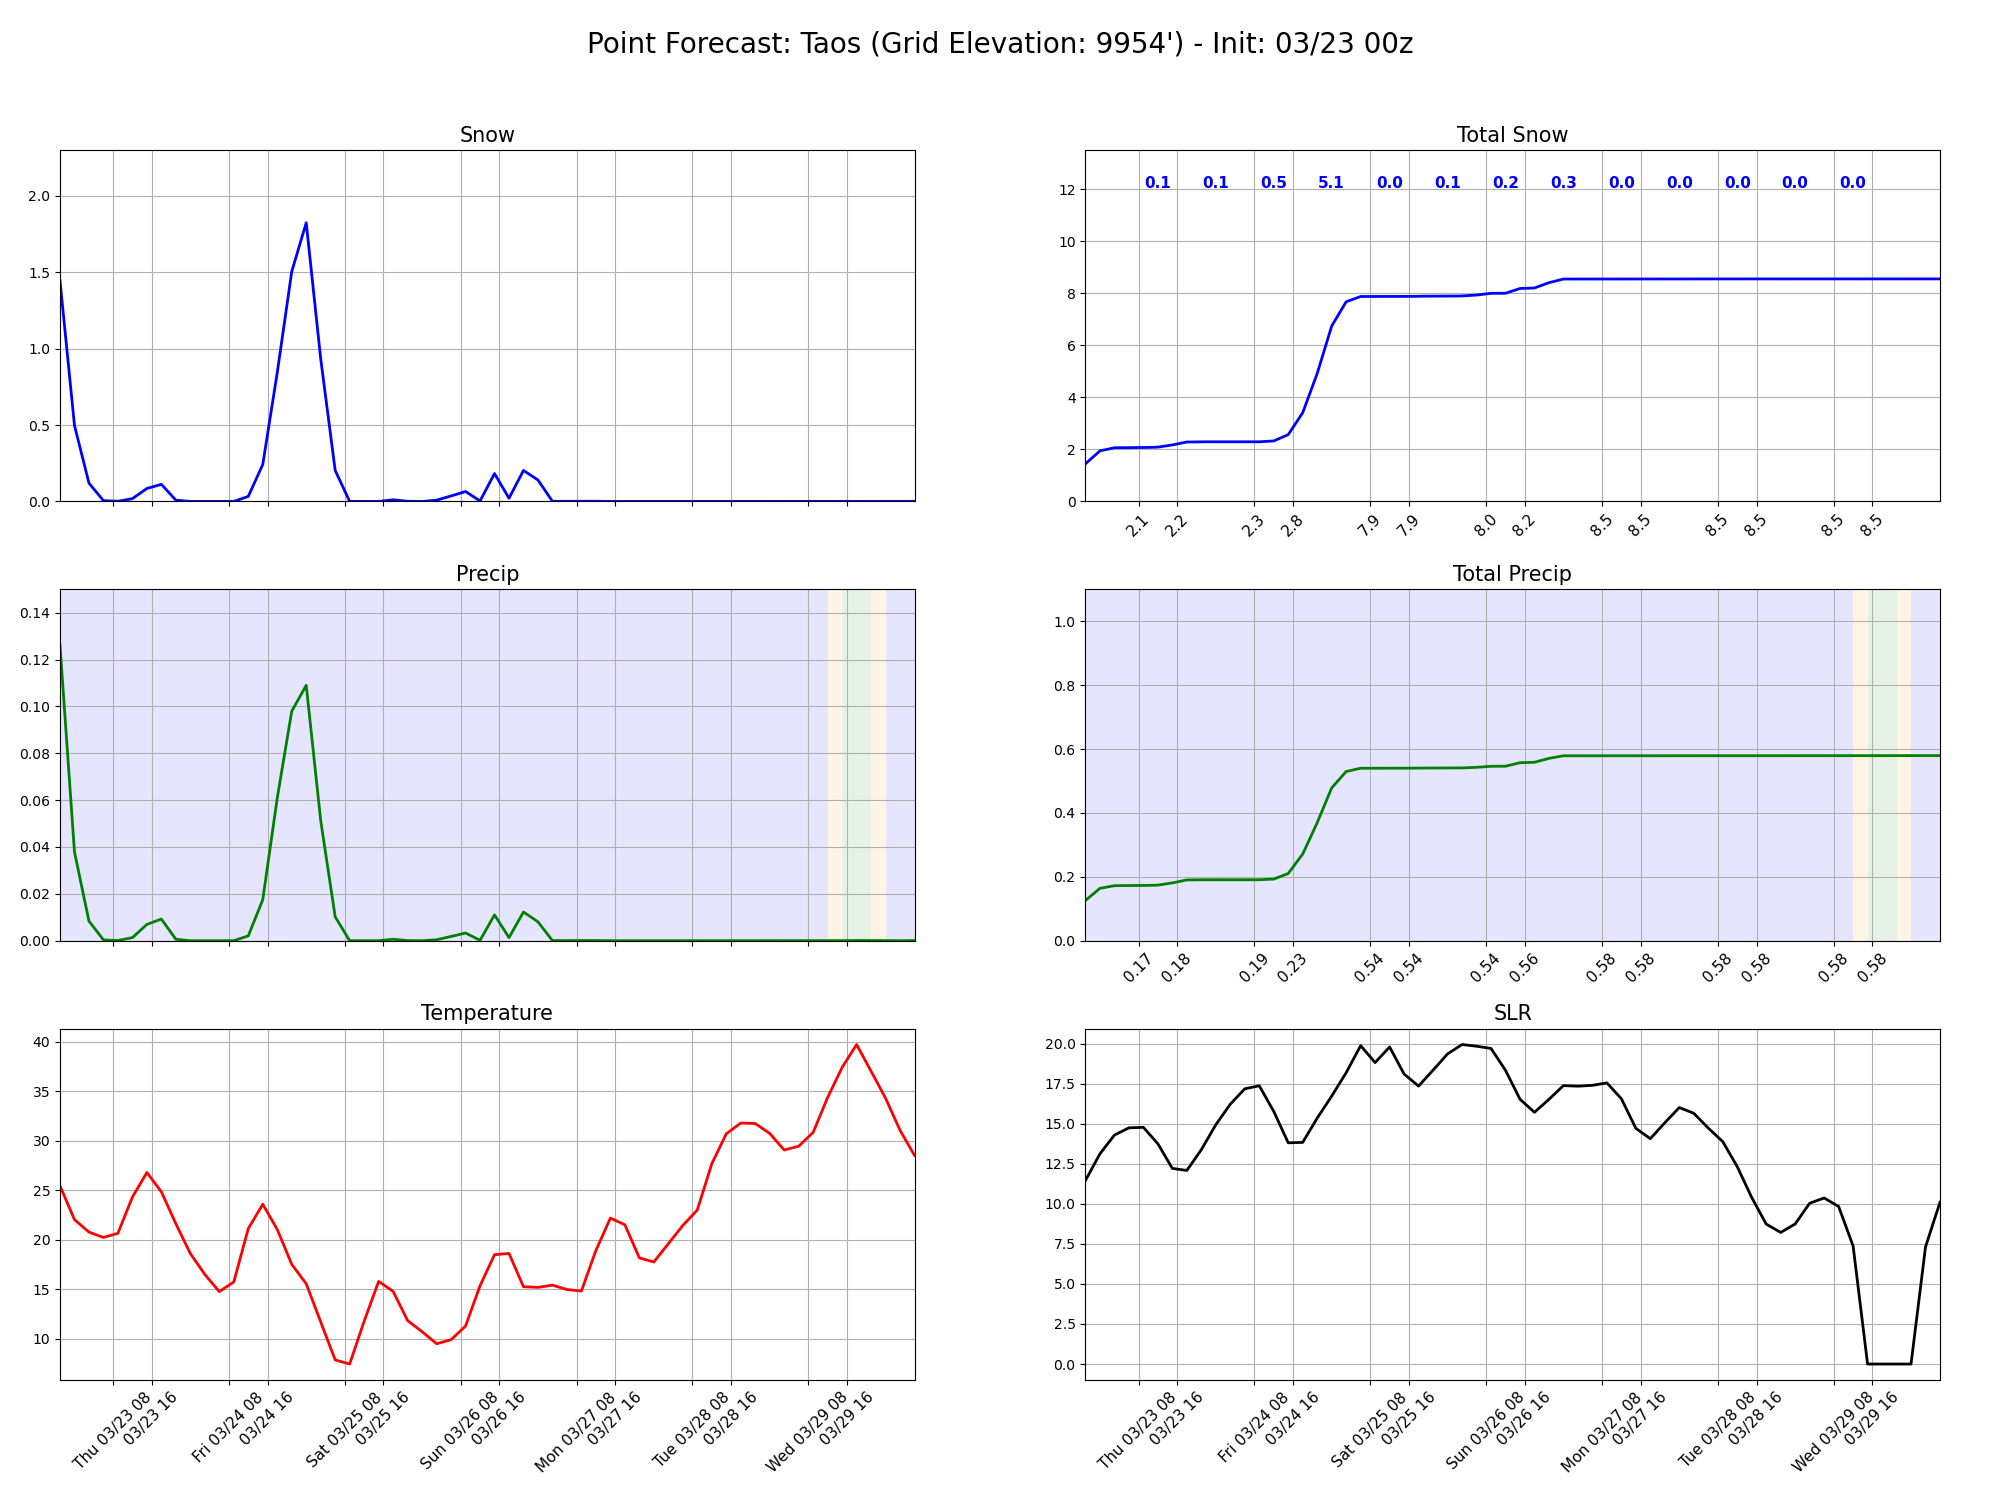 Point Forecast: Taos (Grid Elevation: 9954') - Init: 03/23 00z
Snow
2.0
1.5
1.0
0.5
0.0
Total Snow
0.1 0.1 0.5 5.1 0.0 0.1 0.2 0.3 0.0 0.0 0.0 0.0 0.0
12
10
8
6
4
2
0
2.1 2.2 2.3 2.8 7.9 7.9 8.0 8.2 8.5 8.5 8.5 8.5 8.5 8.5
Precip
0.14
0.12
0.10
0.08
0.06
0.04
0.02
0.00
Total Precip
1.0
0.8
0.6
0.4
0.2
0.0
0.17 0.18 0.19 0.23 0.54 0.54 0.54 0.56 0.58 0.58 0.58 0.58 0.58 0.58
Temperature
40
35
30
25
20
15
10
Thu 03/23 08
03/23 16
Fri 03/24 08
03/24 16
Sat 03/25 08
03/25 16
Sun 03/26 08
03/26 16
Mon 03/27 08
03/27 16
Tue 03/28 08
03/28 16
Wed 03/29 08
03/29 16
SLR
20.0
17.5
15.0
12.5
10.0
7.5
5.0
2.5
0.0
Thu 03/23 08
03/23 16
Fri 03/24 08
03/24 16
Sat 03/25 08
03/25 16
Sun 03/26 08
03/26 16
Mon 03/27 08
03/27 16
Tue 03/28 08
03/28 16
Wed 03/29 08
03/29 16